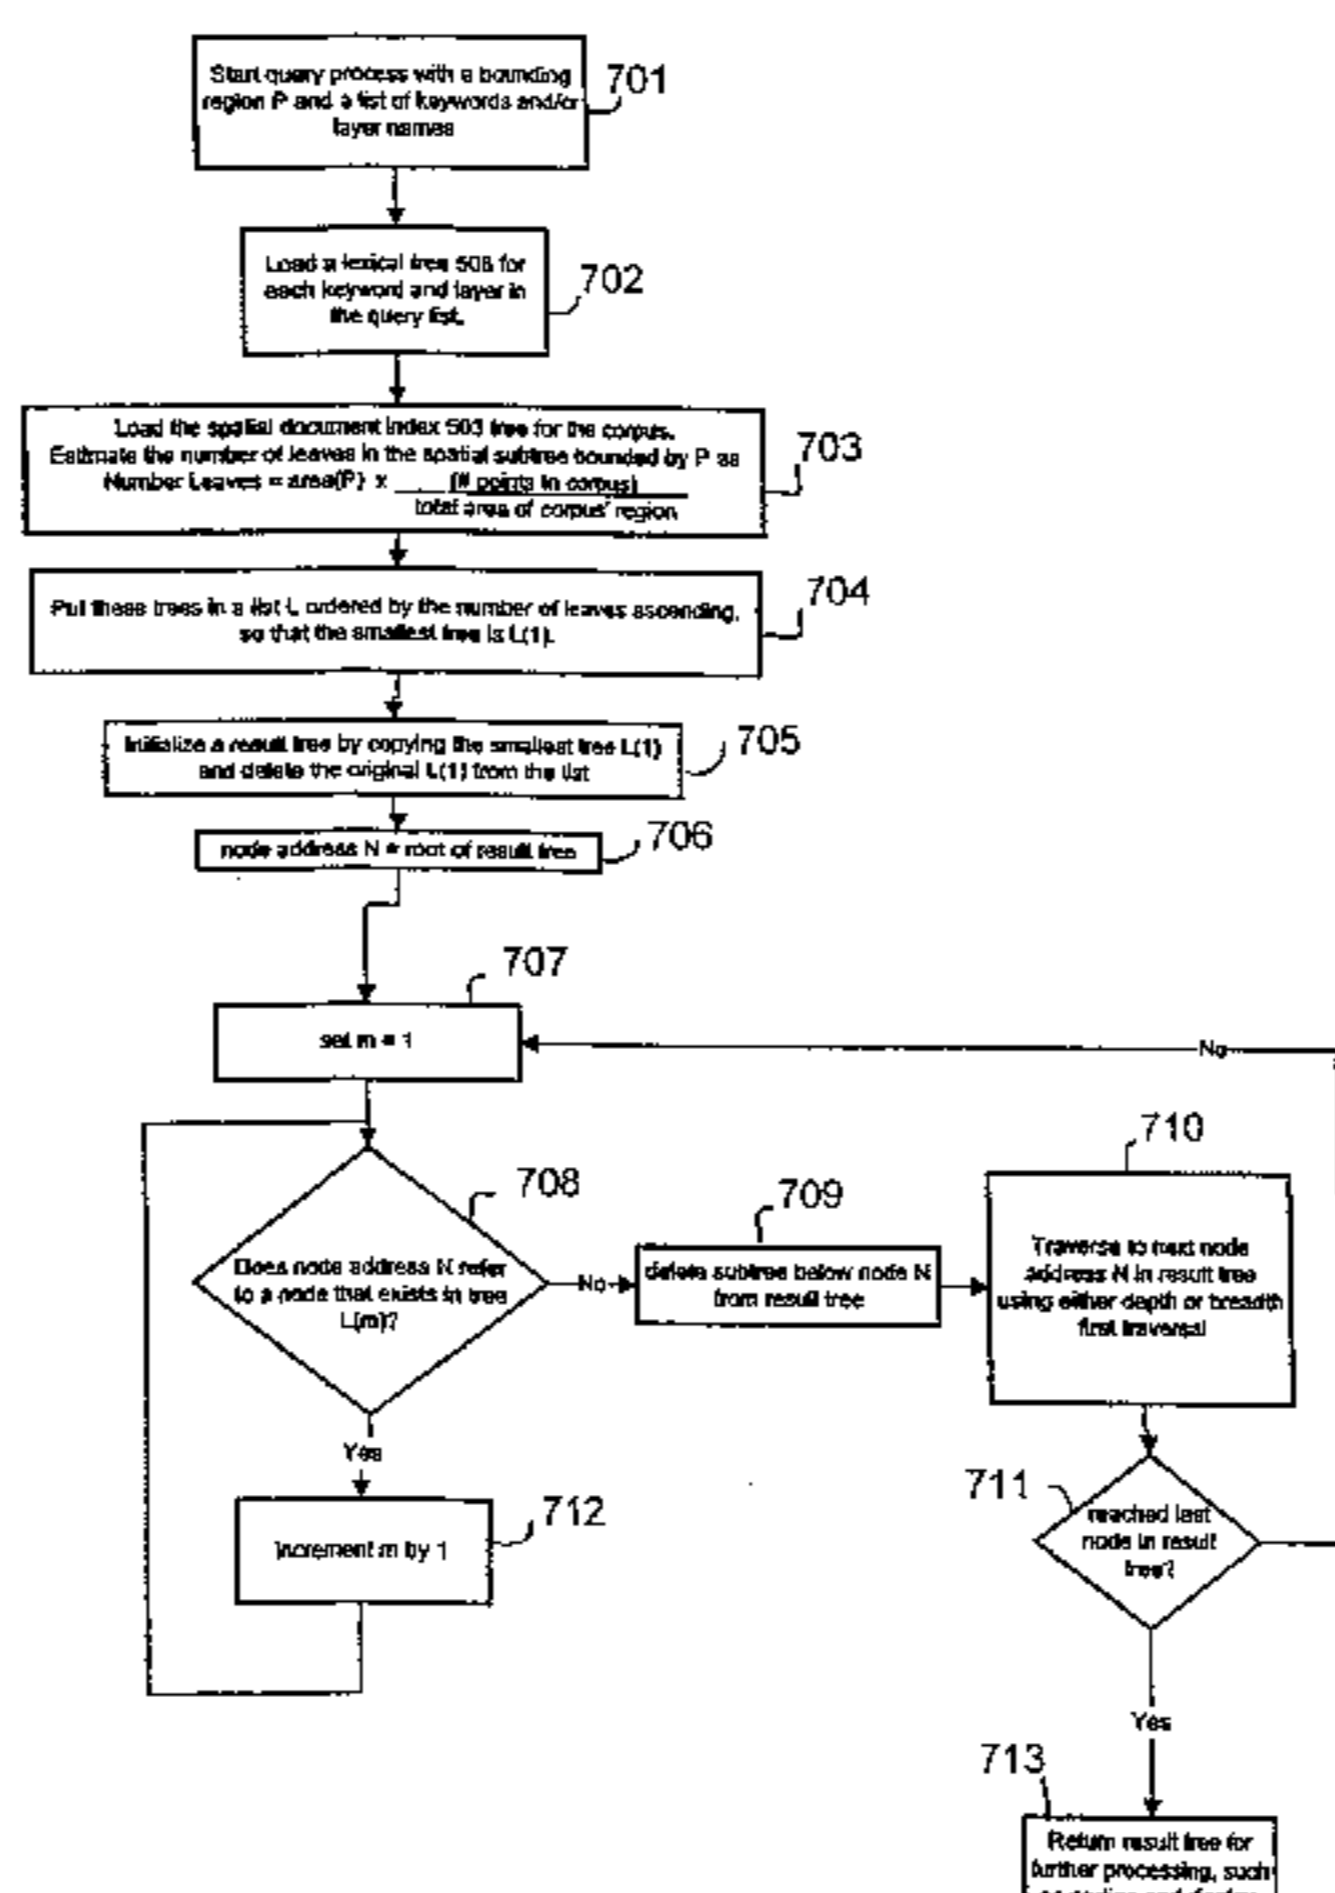 Start query process with a bounding
region P and a list of keywords and/or
layer names
701
Load a lexical tree 508 for
each keyword and layer in
the query list.
702
Load the spatial document index 503 tree for the corpus.
Estimate the number of leaves in the spatial subtree bounded by P as
Number Leaves = area(P) x (# points in corpus)
total area of corpus' region
703
Put these trees in a list L ordered by the number of leaves ascending,
so that the smallest tree is L(1).
704
Initialize a result tree by copying the smallest tree L(1)
and delete the original L(1) from the list
705
node address N = root of result tree
706
707
set m = 1
No
708
Does node address N refer
to a node that exists in tree
L(m)?
No
709
delete subtree below node N
from result tree
710
Traverse to next node
address N in result tree
using either depth or breadth
first traversal
Yes
712
increment m by 1
711
reached last
node in result
tree?
Yes
713
Return result tree for
further processing, such